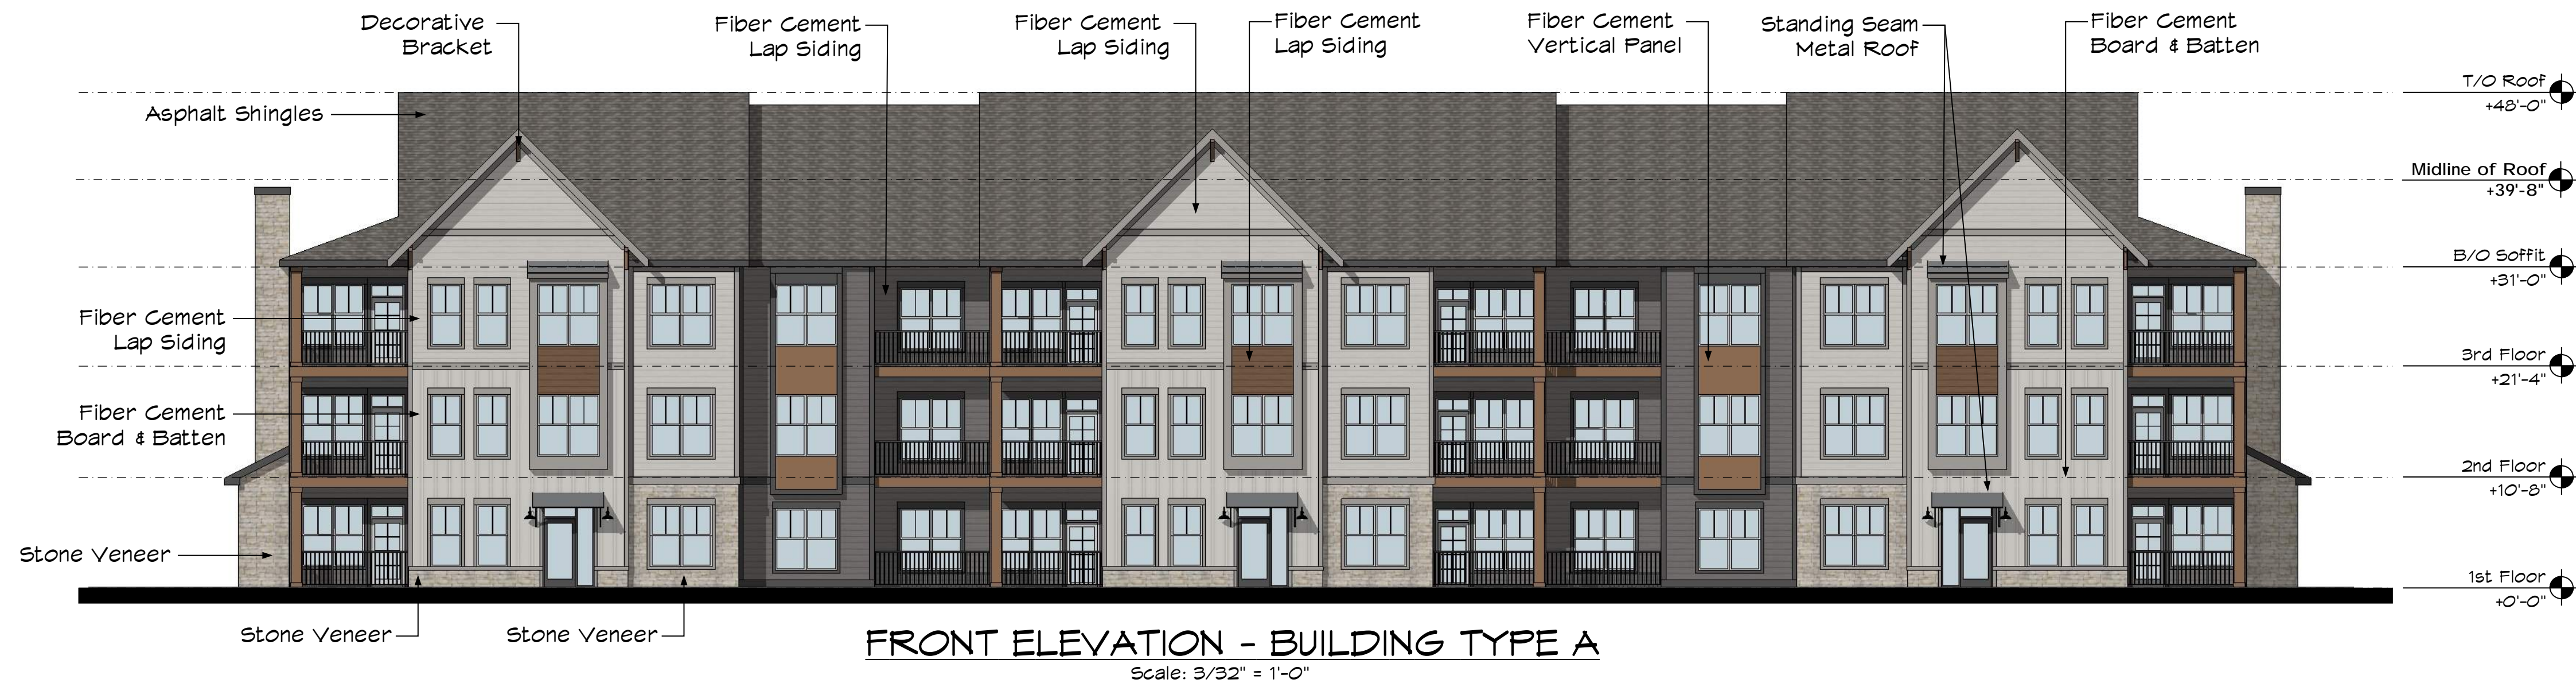 Decorative
Bracket
Fiber Cement
Lap Siding
Fiber Cement
Lap Siding
Fiber Cement
Lap Siding
Fiber Cement
Vertical Panel
Standing Seam
Metal Roof
Fiber Cement
Board & Batten
Asphalt Shingles
T/O Roof
+48'-0"
Midline of Roof
+39'-8"
B/O Soffit
+31'-0"
Fiber Cement
Lap Siding
3rd Floor
+21'-4"
Fiber Cement
Board & Batten
2nd Floor
+10'-8"
Stone Veneer
1st Floor
+0'-0"
Stone Veneer
Stone Veneer
FRONT ELEVATION - BUILDING TYPE A
Scale: 3/32" = 1'-0"